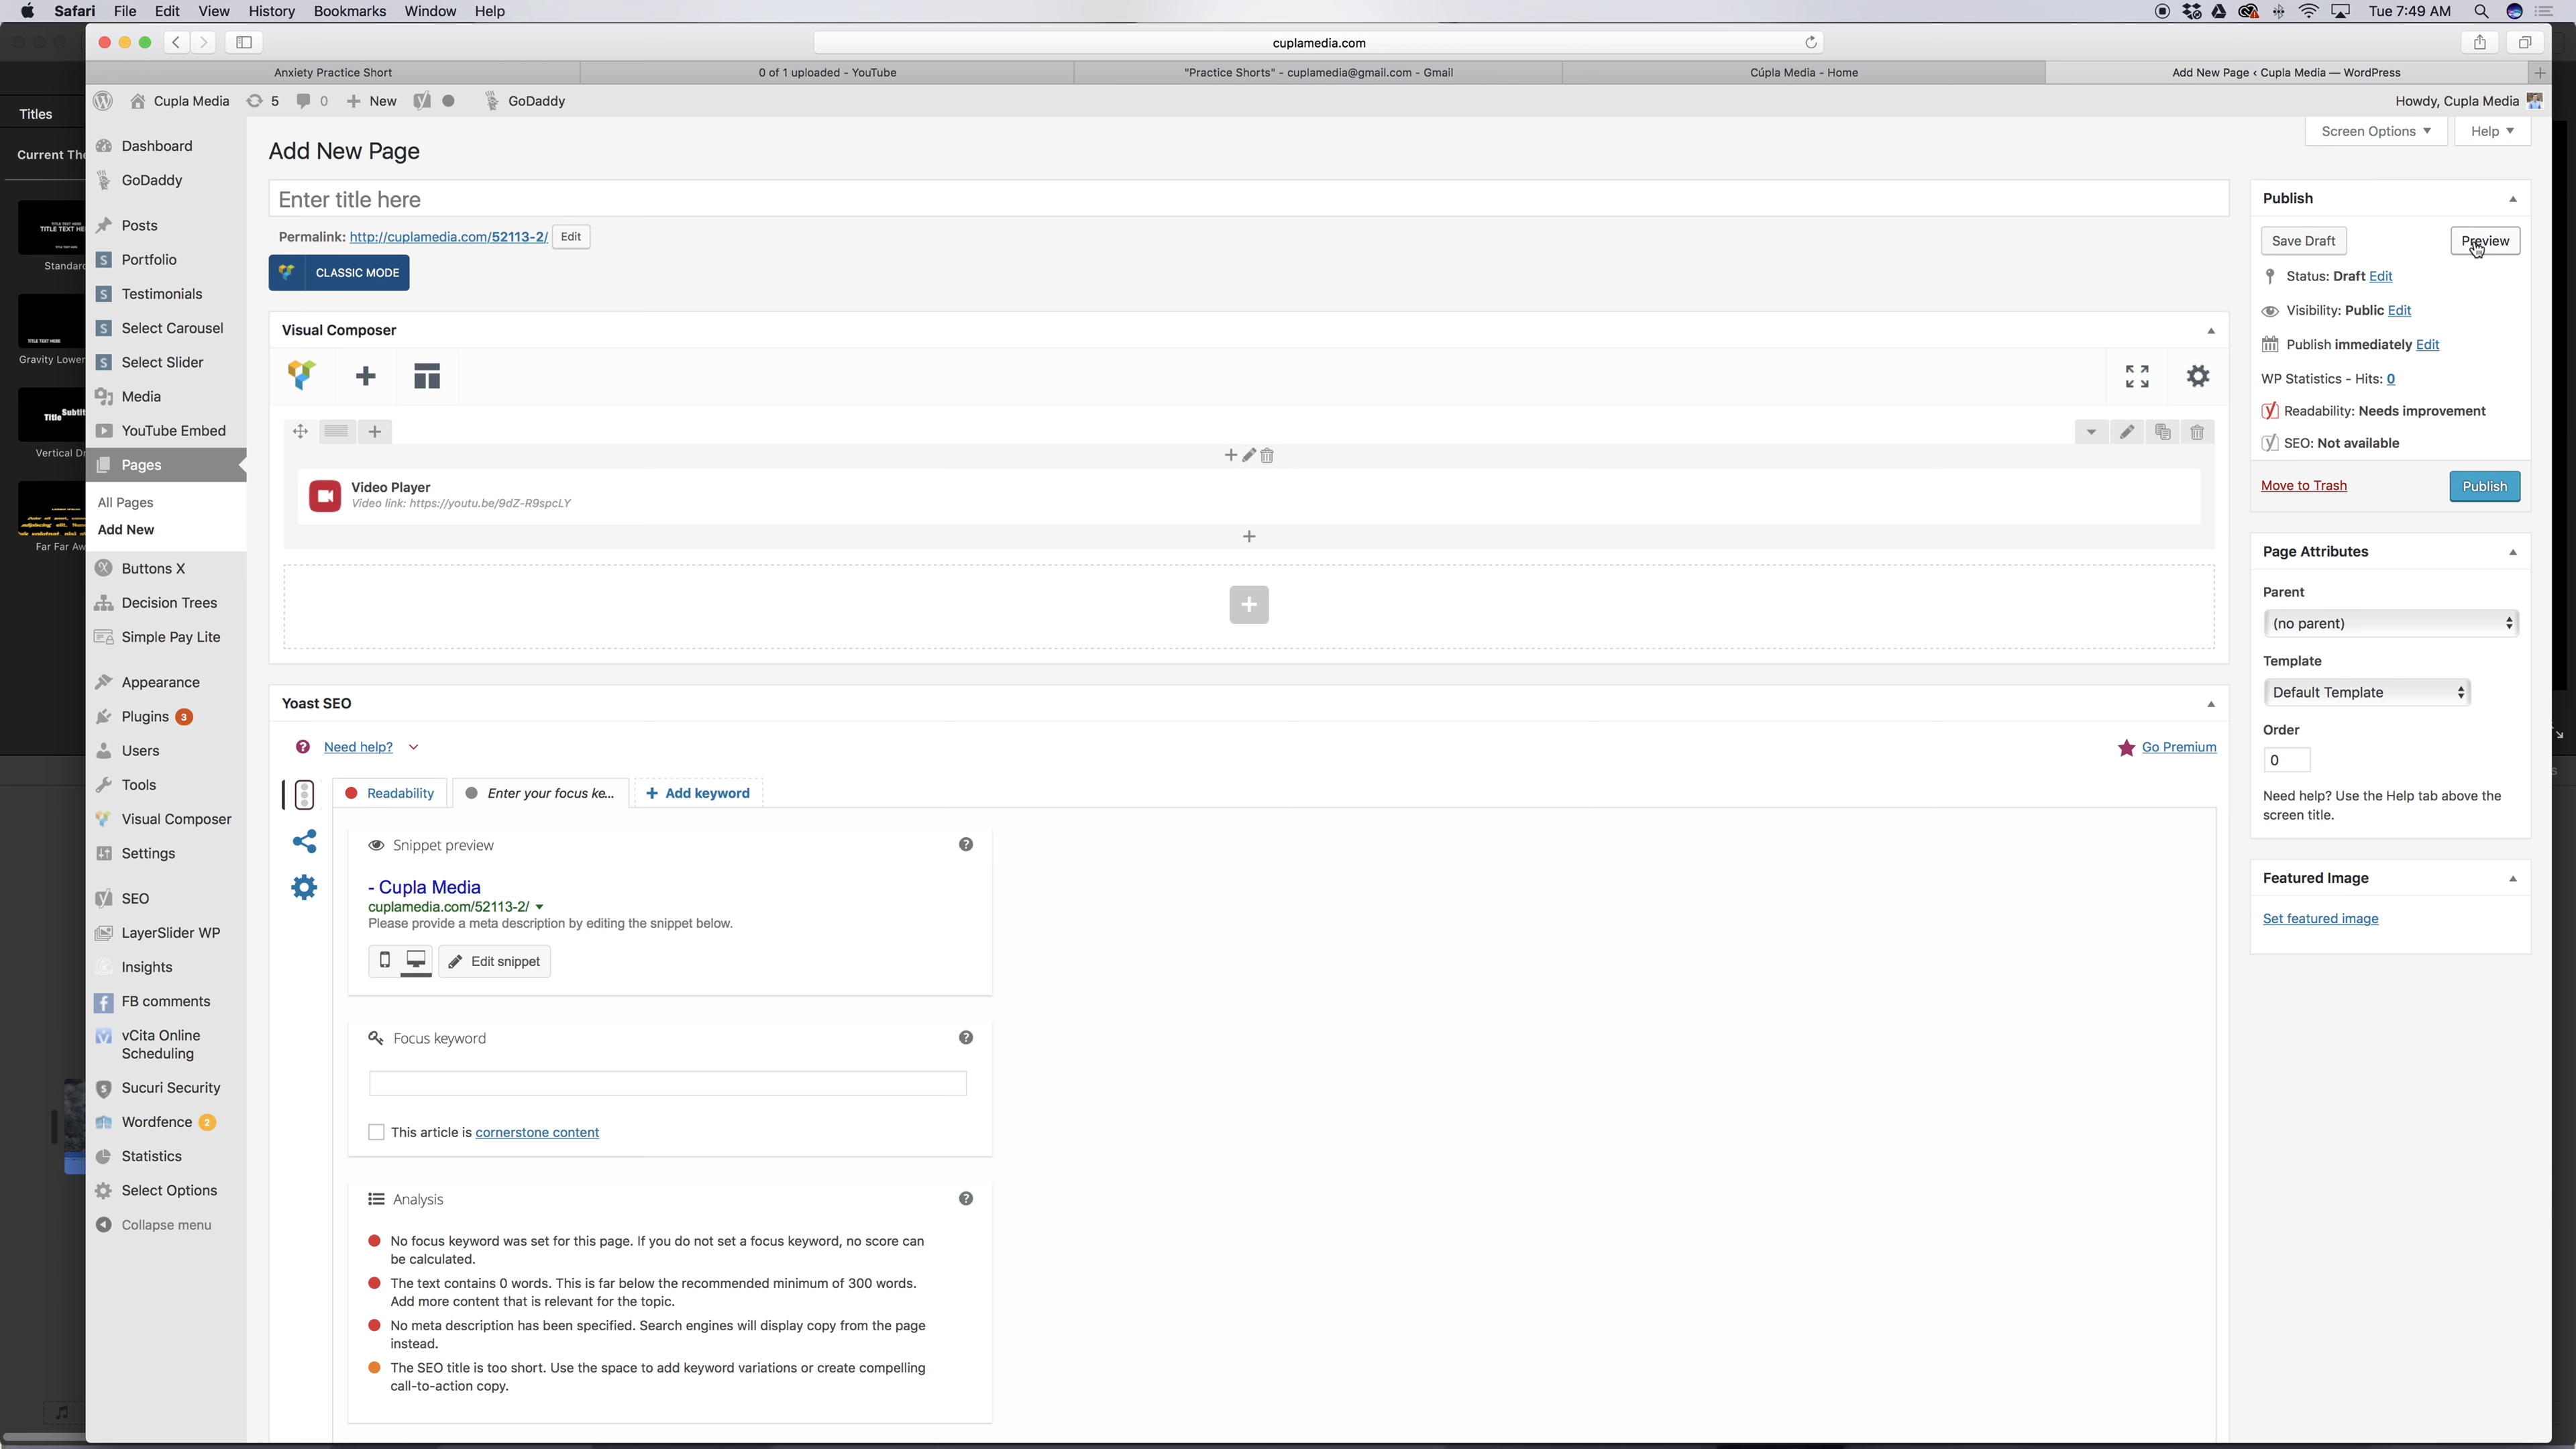 Safari File Edit View History Bookmarks Window Help Tue 7:49 AM
cuplamedia.com
Anxiety Practice Short 0 of 1 uploaded - YouTube "Practice Shorts" - cuplamedia@gmail.com - Gmail Cúpla Media - Home Add New Page ‹ Cupla Media — WordPress
Cupla Media 5 0 New GoDaddy Howdy, Cupla Media
Screen Options Help
Titles
Current The
TITLE TEXT HERE
Standard
Gravity Lower
Title Subtitl
Vertical Dr
Far Far Aw
Dashboard
GoDaddy
Posts
Portfolio
Testimonials
Select Carousel
Select Slider
Media
YouTube Embed
Pages
All Pages
Add New
Buttons X
Decision Trees
Simple Pay Lite
Appearance
Plugins 3
Users
Tools
Visual Composer
Settings
SEO
LayerSlider WP
Insights
FB comments
vCita Online
Scheduling
Sucuri Security
Wordfence 2
Statistics
Select Options
Collapse menu
Add New Page
Enter title here
Permalink: http://cuplamedia.com/52113-2/ Edit
CLASSIC MODE
Visual Composer
Video Player
Video link: https://youtu.be/9dZ-R9spcLY
Yoast SEO
Need help? Go Premium
Readability Enter your focus ke... Add keyword
Snippet preview
- Cupla Media
cuplamedia.com/52113-2/
Please provide a meta description by editing the snippet below.
Edit snippet
Focus keyword
This article is cornerstone content
Analysis
No focus keyword was set for this page. If you do not set a focus keyword, no score can
be calculated.
The text contains 0 words. This is far below the recommended minimum of 300 words.
Add more content that is relevant for the topic.
No meta description has been specified. Search engines will display copy from the page
instead.
The SEO title is too short. Use the space to add keyword variations or create compelling
call-to-action copy.
Publish
Save Draft Preview
Status: Draft Edit
Visibility: Public Edit
Publish immediately Edit
WP Statistics - Hits: 0
Readability: Needs improvement
SEO: Not available
Move to Trash Publish
Page Attributes
Parent
(no parent)
Template
Default Template
Order
0
Need help? Use the Help tab above the
screen title.
Featured Image
Set featured image